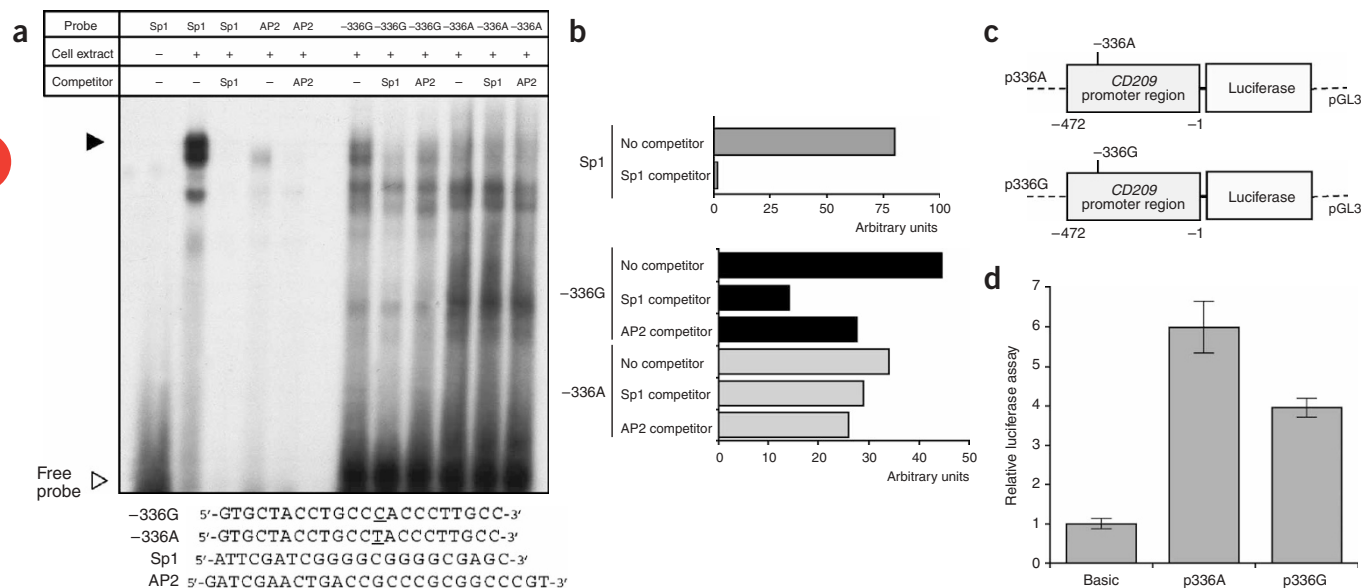 a
Probe Sp1 Sp1 Sp1 AP2 AP2 −336G −336G −336G −336A −336A −336A
Cell extract − + + + + + + + + + +
Competitor − − Sp1 − AP2 − Sp1 AP2 − Sp1 AP2
Free
probe
−336G 5′-GTGCTACCTGCCCACCCTTGCC-3′
−336A 5′-GTGCTACCTGCCTACCCTTGCC-3′
Sp1 5′-ATTCGATCGGGGCGGGGCGAGC-3′
AP2 5′-GATCGAACTGACCGCCCGCGGCCCGT-3′
b
Sp1
No competitor
Sp1 competitor
0 25 50 75 100
Arbitrary units
−336G
No competitor
Sp1 competitor
AP2 competitor
−336A
No competitor
Sp1 competitor
AP2 competitor
0 10 20 30 40 50
Arbitrary units
c
−336A
p336A
CD209
promoter region
Luciferase
pGL3
−472 −1
−336G
p336G
CD209
promoter region
Luciferase
pGL3
−472 −1
d
Relative luciferase assay
7
6
5
4
3
2
1
0
Basic p336A p336G